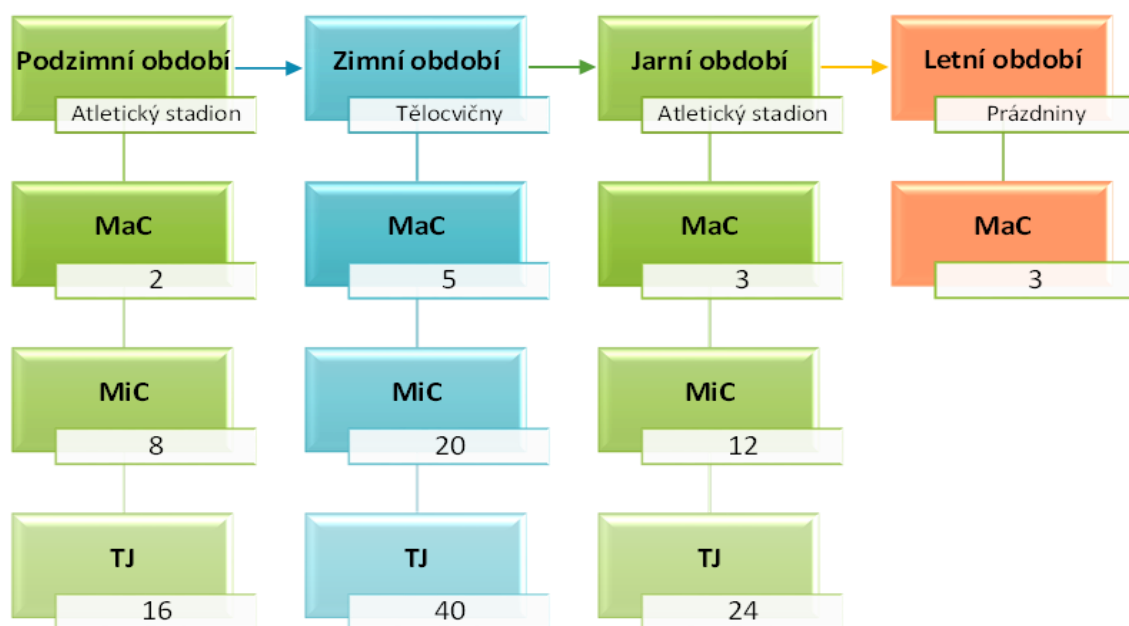 Podzimní období
Atletický stadion
MaC
2
MiC
8
TJ
16
Zimní období
Tělocvičny
MaC
5
MiC
20
TJ
40
Jarní období
Atletický stadion
MaC
3
MiC
12
TJ
24
Letní období
Prázdniny
MaC
3